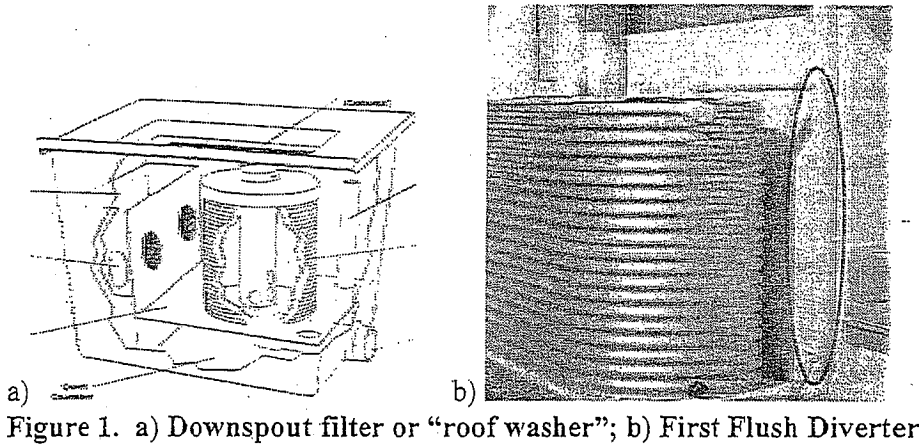 a)
b)
Figure 1. a) Downspout filter or “roof washer”; b) First Flush Diverter